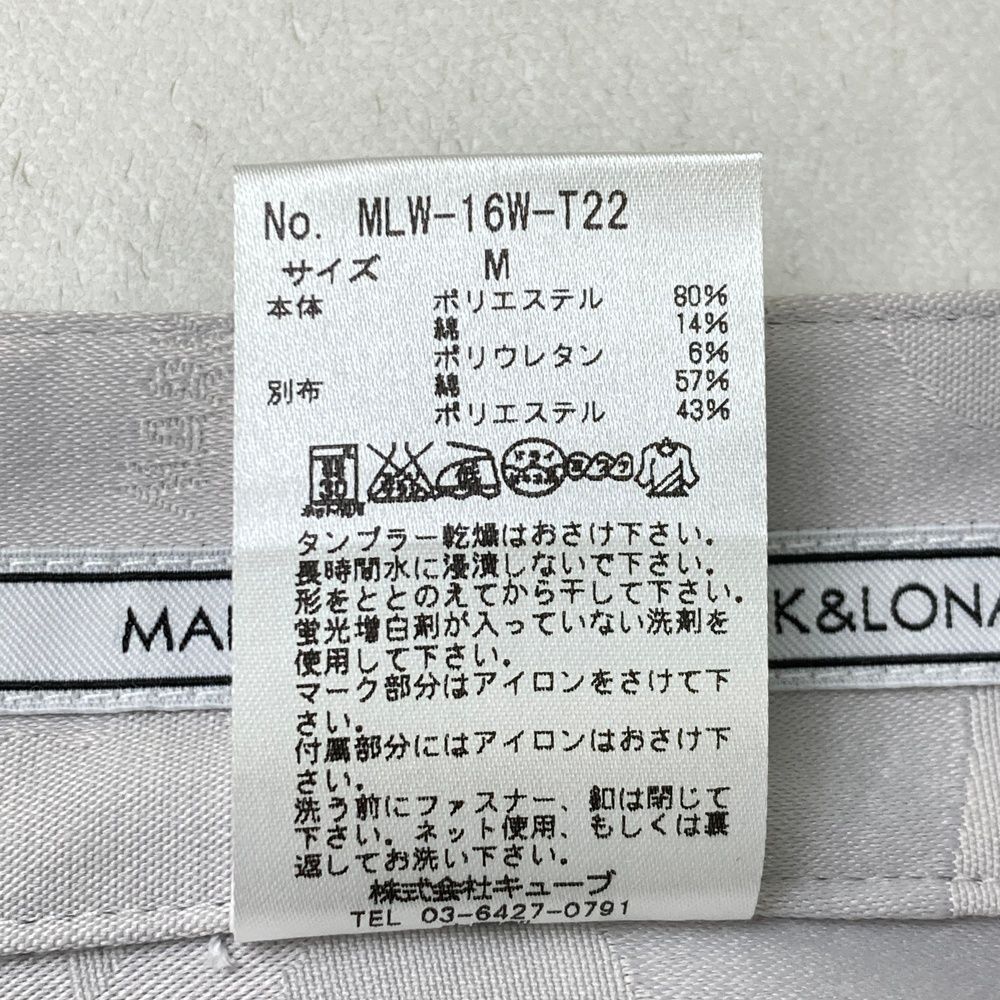 No. MLW-16W-T22
サイズ M
本体 ポリエステル 80%
綿 14%
ポリウレタン 6%
別布 綿 57%
ポリエステル 43%
タンブラー乾燥はおさけ下さい。
長時間水に浸漬しないで下さい。
形をととのえてから干して下さい。
蛍光増白剤が入っていない洗剤を
使用して下さい。
マーク部分はアイロンをさけて下
さい。
付属部分にはアイロンはおさけ下
さい。
洗う前にファスナー、釦は閉じて
下さい。ネット使用、もしくは裏
返してお洗い下さい。
株式会社キューブ
TEL 03-6427-0791
MA
K&LONA